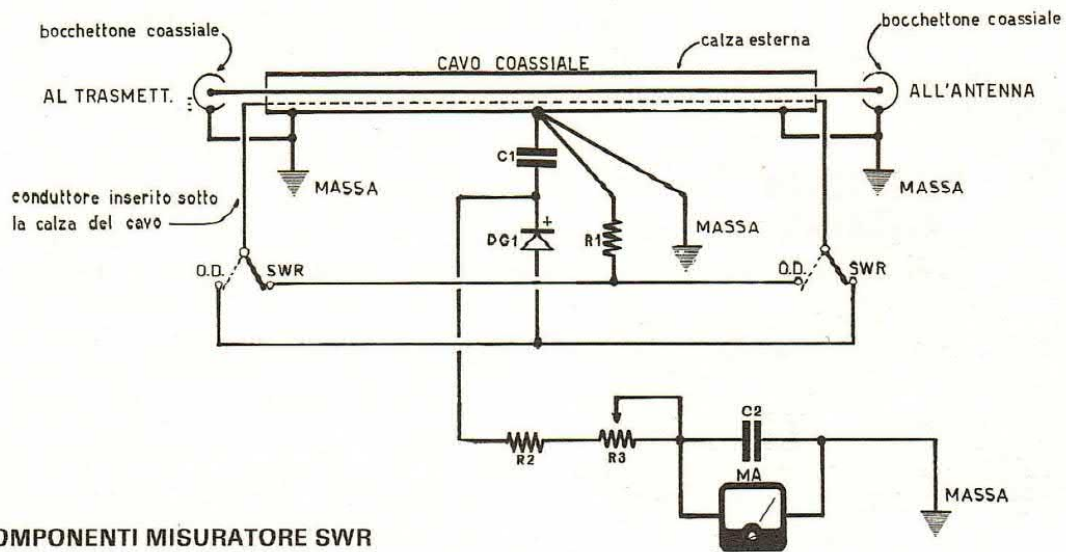 bocchettone coassiale
bocchettone coassiale
calza esterna
CAVO COASSIALE
AL TRASMETT.
ALL'ANTENNA
C1
MASSA
MASSA
conduttore inserito sotto
la calza del cavo
MASSA
+
DG1
R1
O.D.
SWR
O.D.
SWR
C2
R2
R3
MA
MASSA
OMPONENTI MISURATORE SWR